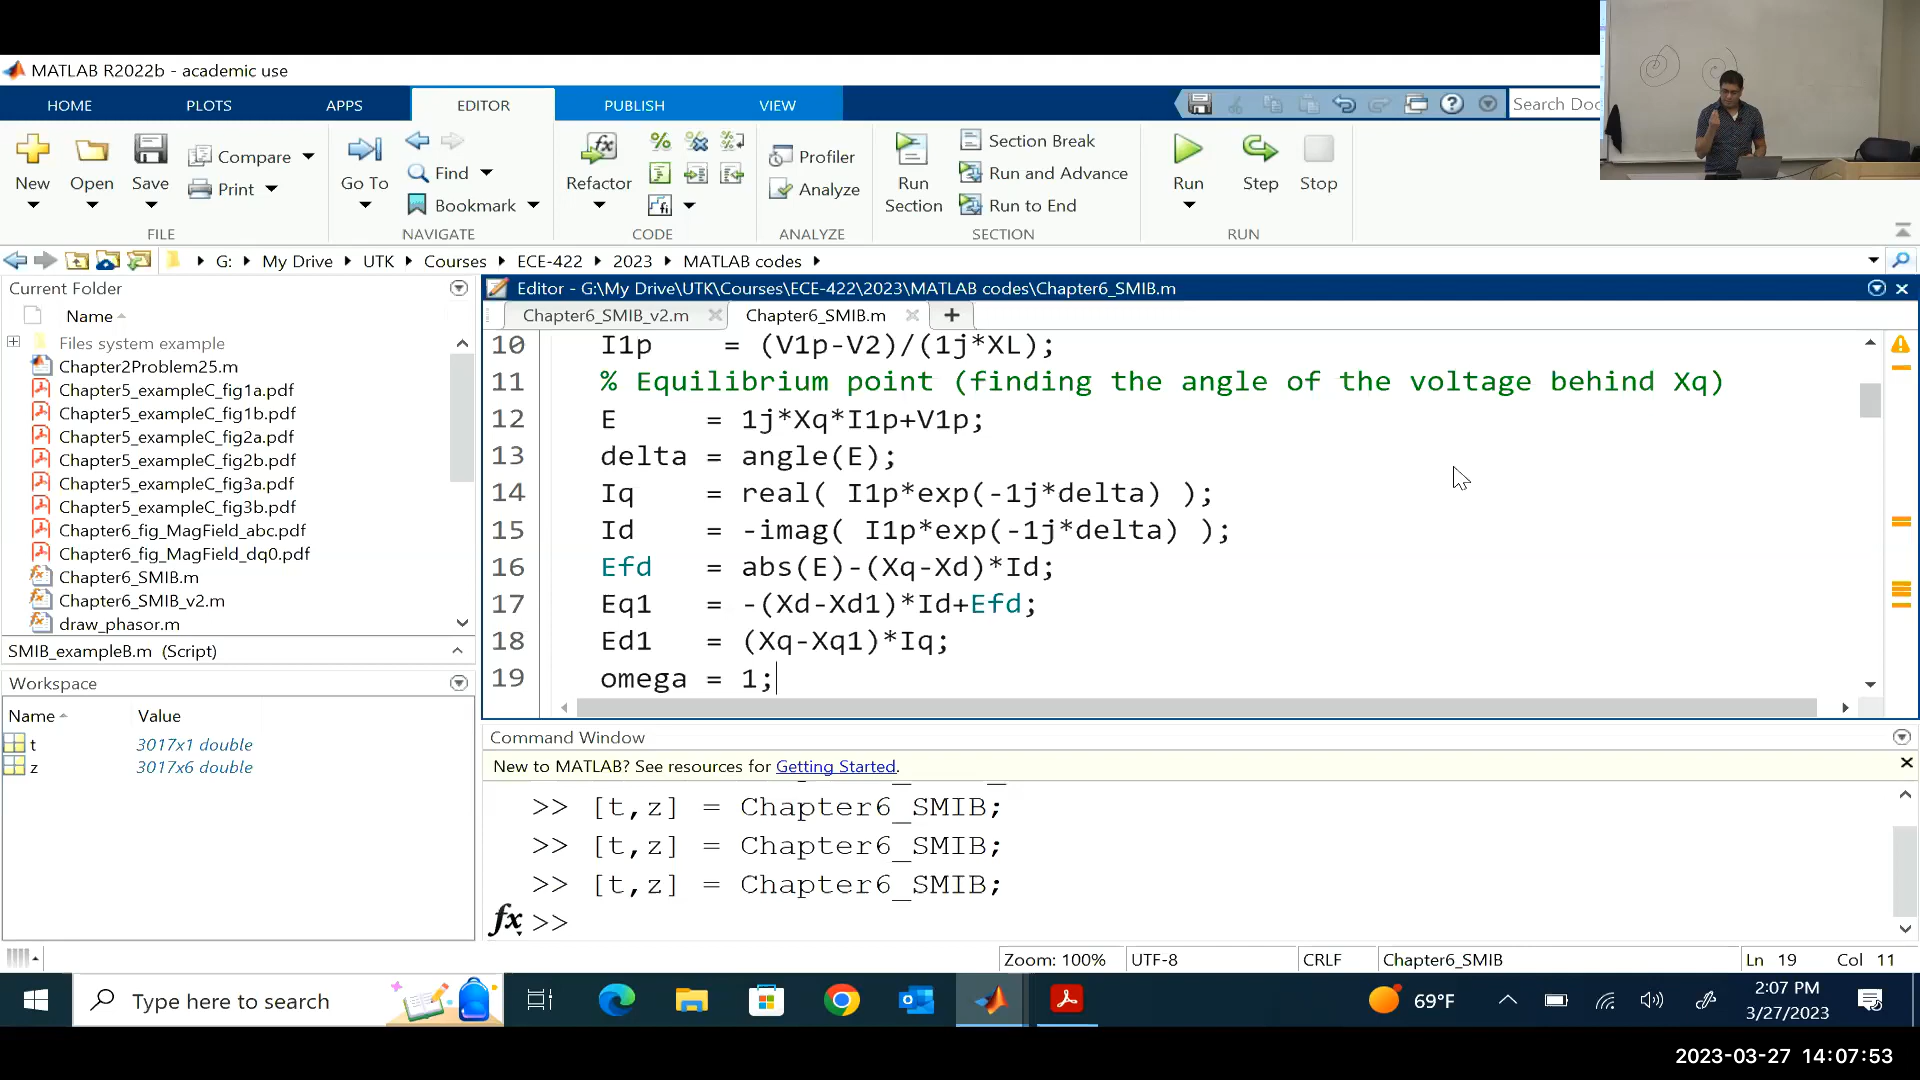 MATLAB R2022b - academic use
HOME PLOTS APPS EDITOR PUBLISH VIEW
Search Doc
New
Open
Save
Compare
Print
FILE
Go To
Find
Bookmark
NAVIGATE
Refactor
CODE
Profiler
Analyze
ANALYZE
Run
Section
Section Break
Run and Advance
Run to End
SECTION
Run
Step
Stop
RUN
G: My Drive UTK Courses ECE-422 2023 MATLAB codes
Current Folder
Name
Files system example
Chapter2Problem25.m
Chapter5_exampleC_fig1a.pdf
Chapter5_exampleC_fig1b.pdf
Chapter5_exampleC_fig2a.pdf
Chapter5_exampleC_fig2b.pdf
Chapter5_exampleC_fig3a.pdf
Chapter5_exampleC_fig3b.pdf
Chapter6_fig_MagField_abc.pdf
Chapter6_fig_MagField_dq0.pdf
Chapter6_SMIB.m
Chapter6_SMIB_v2.m
draw_phasor.m
SMIB_exampleB.m (Script)
Workspace
Name Value
t 3017x1 double
z 3017x6 double
Editor - G:\My Drive\UTK\Courses\ECE-422\2023\MATLAB codes\Chapter6_SMIB.m
Chapter6_SMIB_v2.m Chapter6_SMIB.m
10 I1p = (V1p-V2)/(1j*XL);
11 % Equilibrium point (finding the angle of the voltage behind Xq)
12 E = 1j*Xq*I1p+V1p;
13 delta = angle(E);
14 Iq = real( I1p*exp(-1j*delta) );
15 Id = -imag( I1p*exp(-1j*delta) );
16 Efd = abs(E)-(Xq-Xd)*Id;
17 Eq1 = -(Xd-Xd1)*Id+Efd;
18 Ed1 = (Xq-Xq1)*Iq;
19 omega = 1;
Command Window
New to MATLAB? See resources for Getting Started.
>> [t,z] = Chapter6_SMIB;
>> [t,z] = Chapter6_SMIB;
>> [t,z] = Chapter6_SMIB;
fx >>
Zoom: 100% UTF-8 CRLF Chapter6_SMIB Ln 19 Col 11
Type here to search
69°F
2:07 PM
3/27/2023
2023-03-27 14:07:53